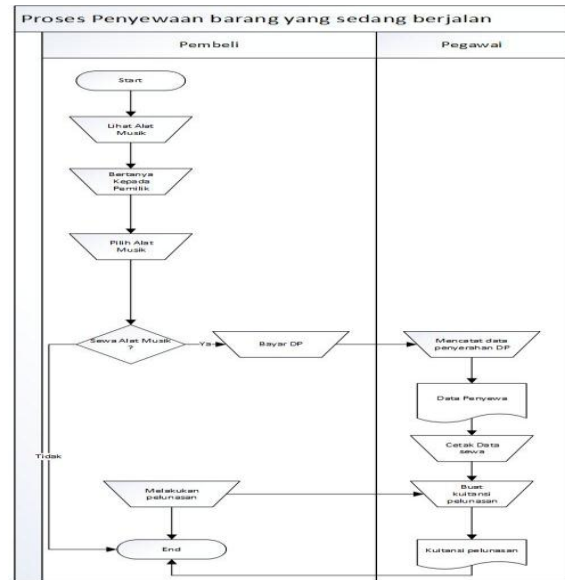 Proses Penyewaan barang yang sedang berjalan
Pembeli
Pegawai
Start
Lihat Alat
Musik
Bertanya
Kepada
Pemilik
Pilih Alat
Musik
Sewa Alat Musik
?
Ya
Bayar DP
Mencatat data
penyerahan DP
Data Penyewa
Cetak Data
sewa
Tidak
Melakukan
pelunasan
Buat
kuitansi
pelunasan
End
Kuitansi pelunasan